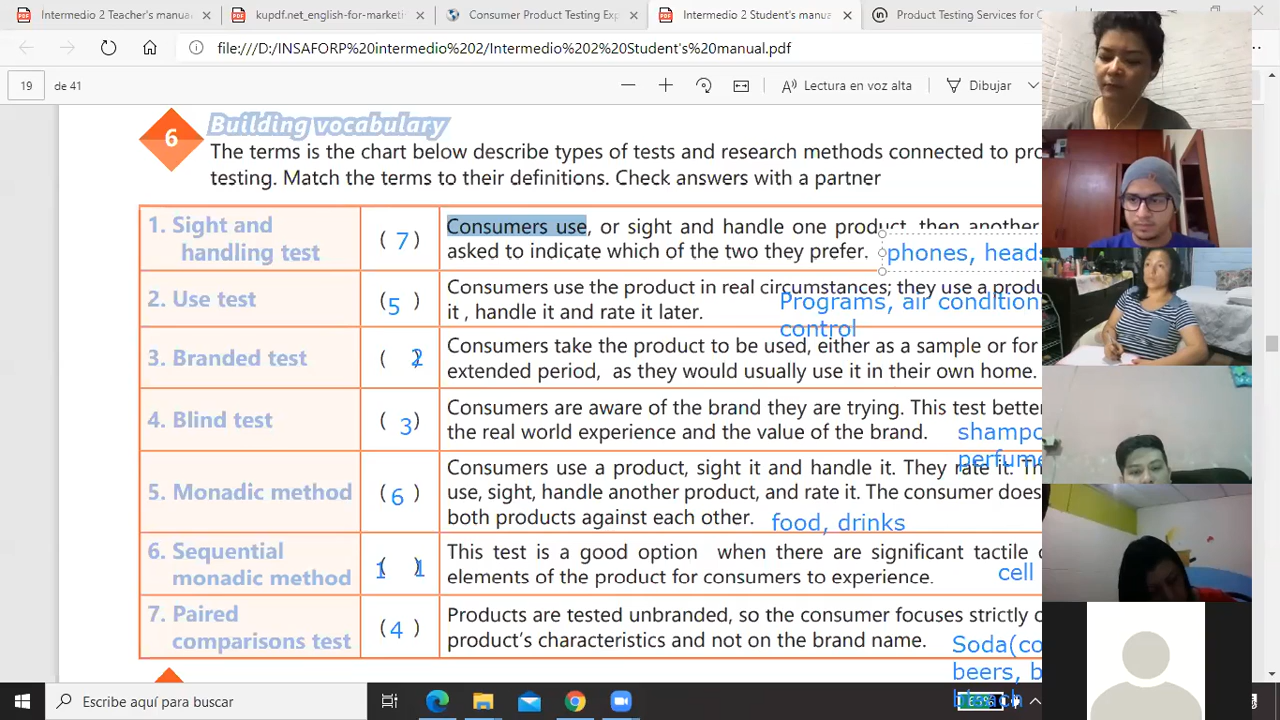 Intermedio 2 Teacher's manual
kupdf.net_english-for-marketin
Consumer Product Testing Exp
Intermedio 2 Student's manual.p
Product Testing Services for C
file:///D:/INSAFORP%20intermedio%202/Intermedio%202%20Student's%20manual.pdf
19 de 41
Lectura en voz alta
Dibujar
6 Building vocabulary
The terms is the chart below describe types of tests and research methods connected to pro
testing. Match the terms to their definitions. Check answers with a partner
1. Sight and
handling test
( 7 )
Consumers use, or sight and handle one product, then another
asked to indicate which of the two they prefer. phones, heads
2. Use test
( 5 )
Consumers use the product in real circumstances; they use a produ
it , handle it and rate it later.
Programs, air condition
control
3. Branded test
( 2)
Consumers take the product to be used, either as a sample or for
extended period, as they would usually use it in their own home.
4. Blind test
( 3)
Consumers are aware of the brand they are trying. This test better
the real world experience and the value of the brand.
shampo
perfume
5. Monadic method
( 6 )
Consumers use a product, sight it and handle it. They rate it. Th
use, sight, handle another product, and rate it. The consumer does
both products against each other. food, drinks
6. Sequential
monadic method
1( )1
This test is a good option when there are significant tactile
elements of the product for consumers to experience. cell
7. Paired
comparisons test
( 4 )
Products are tested unbranded, so the consumer focuses strictly o
product's characteristics and not on the brand name.
Soda(co
beers, b
Escribe aquí para buscar
65%